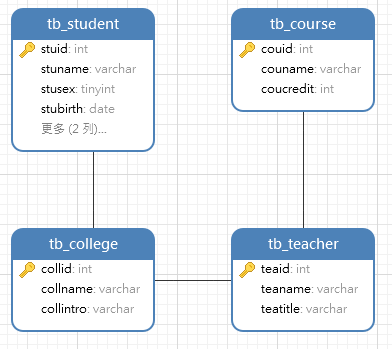 tb_student
stuid: int
stuname: varchar
stusex: tinyint
stubirth: date
更多 (2 列)...
tb_course
couid: int
couname: varchar
coucredit: int
tb_college
collid: int
collname: varchar
collintro: varchar
tb_teacher
teaid: int
teaname: varchar
teatitle: varchar